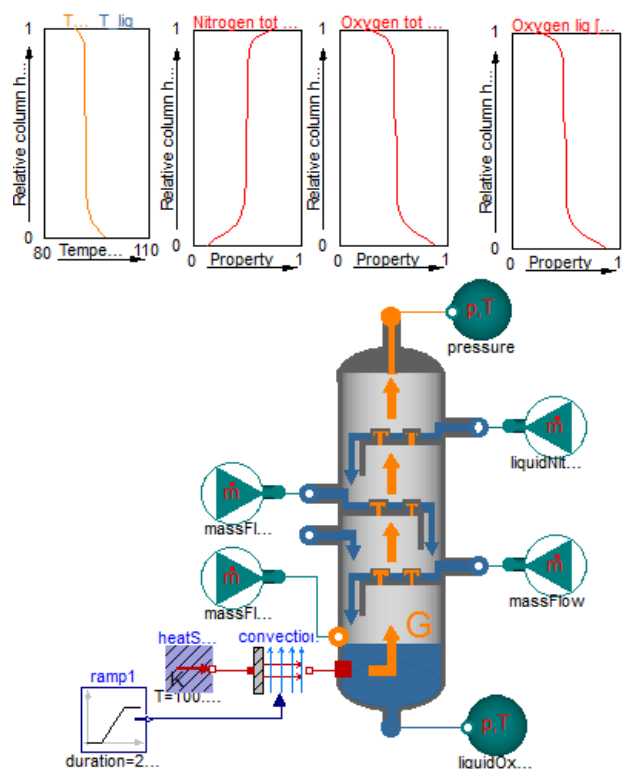 1 T... T_liq
Relative column h...
0
80 Tempe... 110
Nitrogen tot ...
1
Relative column h...
0
0 Property 1
Oxygen tot ...
1
Relative column h...
0
0 Property 1
Oxygen liq [...
1
Relative column h...
0
0 Property 1
p,T
pressure
ṁ
liquidNit...
ṁ
massFl...
ṁ
massFl...
ṁ
massFlow
G
heatS...
K
T=100....
convection
ramp1
duration=2...
p,T
liquidOx...